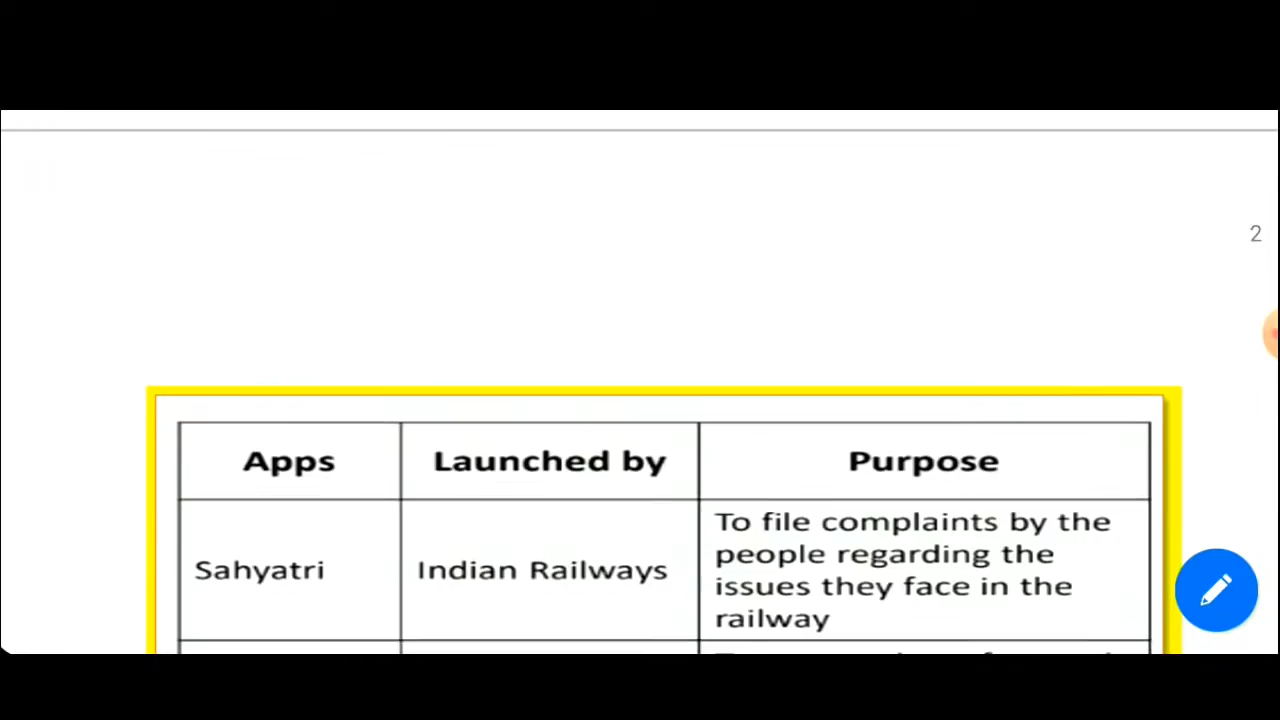 2
Apps Launched by Purpose
To file complaints by the
people regarding the
Sahyatri Indian Railways
issues they face in the
railway